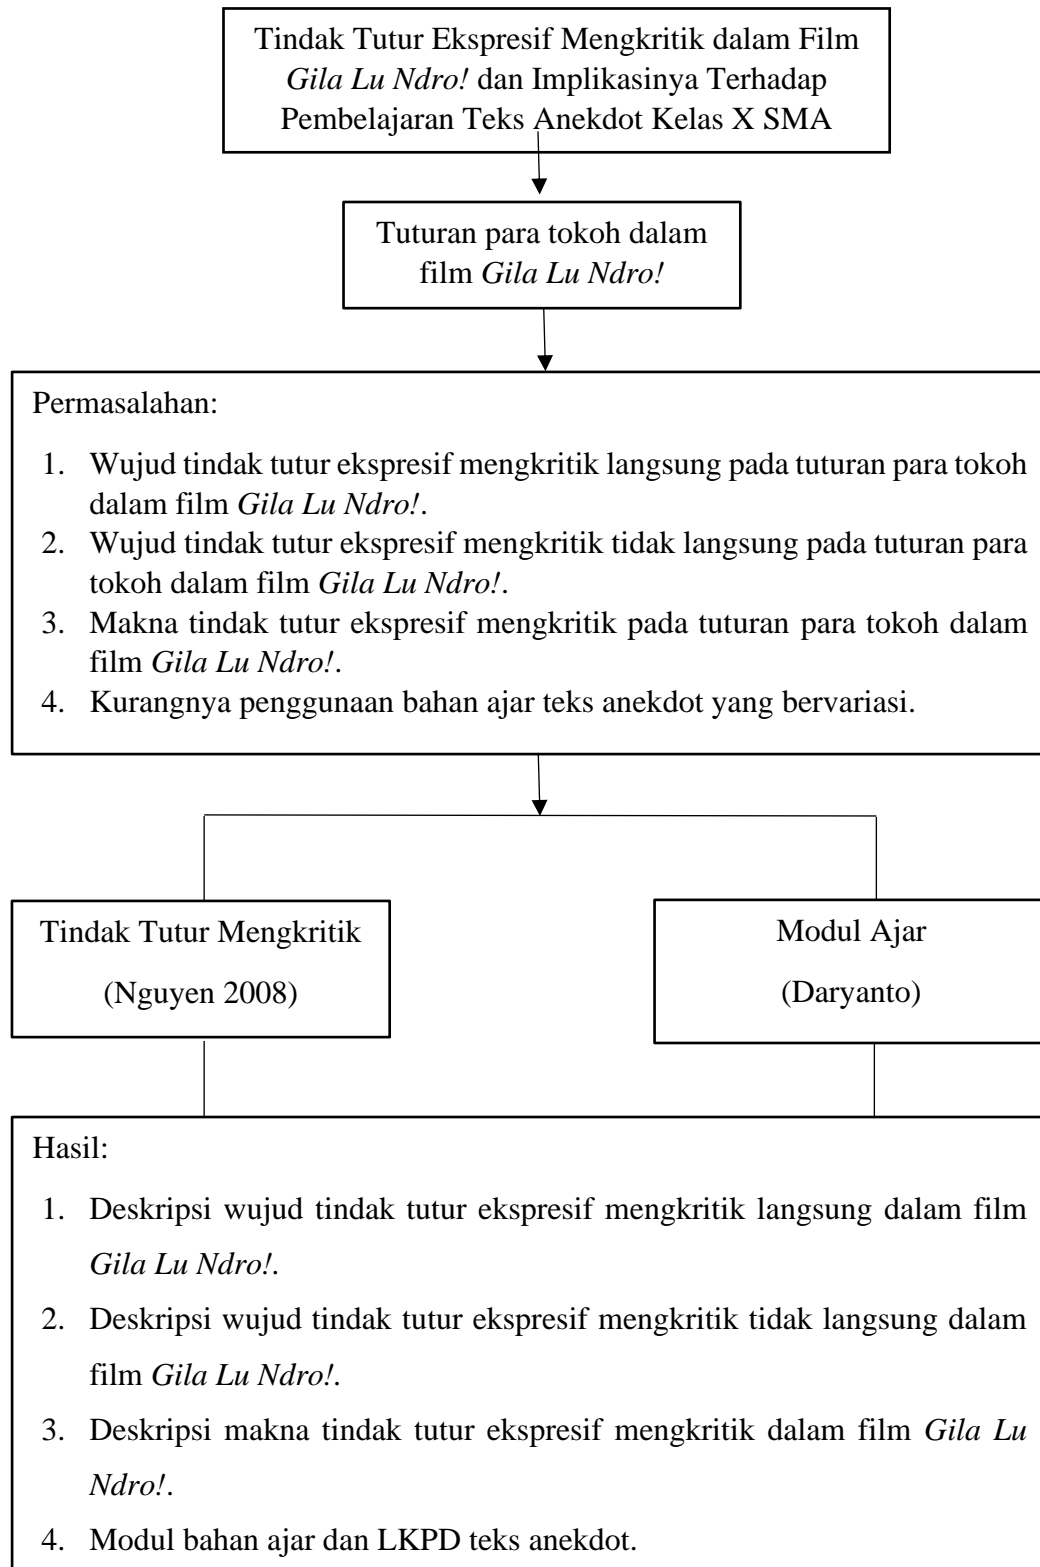 Tindak Tutur Ekspresif Mengkritik dalam Film
Gila Lu Ndro! dan Implikasinya Terhadap
Pembelajaran Teks Anekdot Kelas X SMA
Tuturan para tokoh dalam
film Gila Lu Ndro!
Permasalahan:
1. Wujud tindak tutur ekspresif mengkritik langsung pada tuturan para tokoh
dalam film Gila Lu Ndro!.
2. Wujud tindak tutur ekspresif mengkritik tidak langsung pada tuturan para
tokoh dalam film Gila Lu Ndro!.
3. Makna tindak tutur ekspresif mengkritik pada tuturan para tokoh dalam
film Gila Lu Ndro!.
4. Kurangnya penggunaan bahan ajar teks anekdot yang bervariasi.
Tindak Tutur Mengkritik
(Nguyen 2008)
Modul Ajar
(Daryanto)
Hasil:
1. Deskripsi wujud tindak tutur ekspresif mengkritik langsung dalam film
Gila Lu Ndro!.
2. Deskripsi wujud tindak tutur ekspresif mengkritik tidak langsung dalam
film Gila Lu Ndro!.
3. Deskripsi makna tindak tutur ekspresif mengkritik dalam film Gila Lu
Ndro!.
4. Modul bahan ajar dan LKPD teks anekdot.